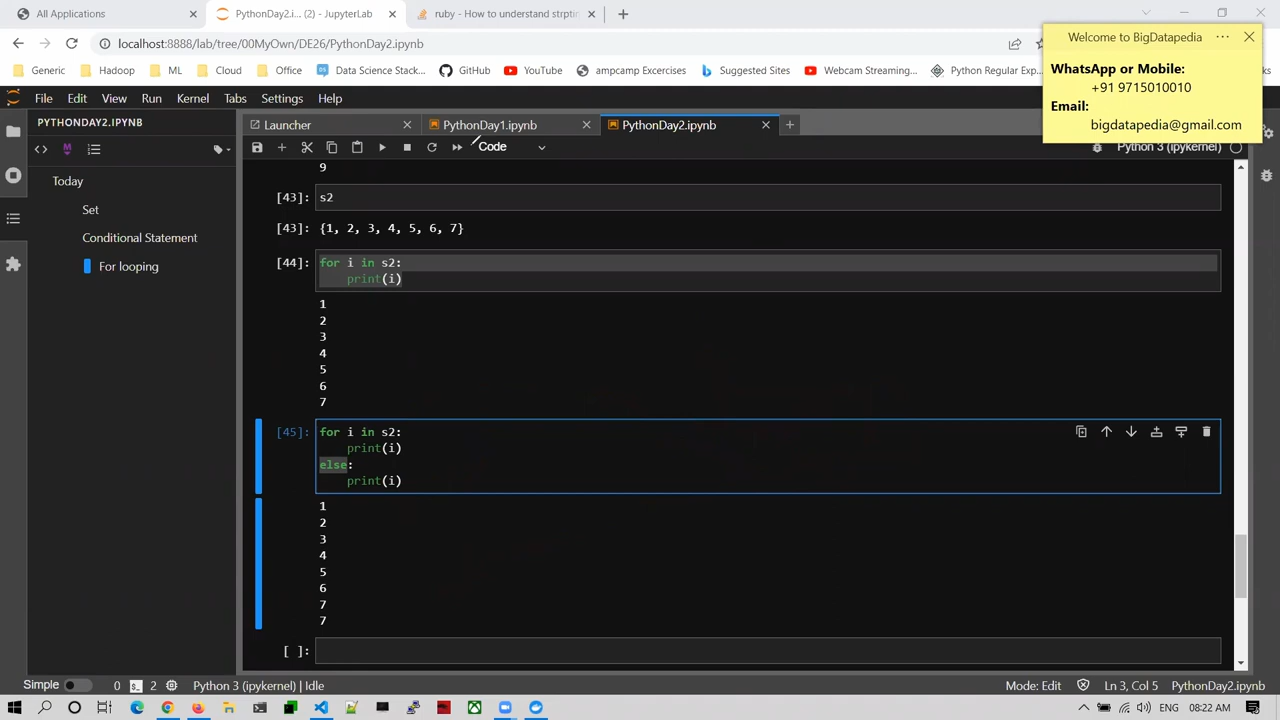 All Applications
PythonDay2.i... (2) - JupyterLab
ruby - How to understand strptin
localhost:8888/lab/tree/00MyOwn/DE26/PythonDay2.ipynb
Generic
Hadoop
ML
Cloud
Office
Data Science Stack...
GitHub
YouTube
ampcamp Excercises
Suggested Sites
Webcam Streaming...
Python Regular Exp...
Welcome to BigDatapedia
WhatsApp or Mobile:
+91 9715010010
Email:
bigdatapedia@gmail.com
File Edit View Run Kernel Tabs Settings Help
PYTHONDAY2.IPYNB
Launcher
PythonDay1.ipynb
PythonDay2.ipynb
Code
Python 3 (ipykernel)
Today
Set
Conditional Statement
For looping
9
[43]: s2
[43]: {1, 2, 3, 4, 5, 6, 7}
[44]: for i in s2:
print(i)
1
2
3
4
5
6
7
[45]: for i in s2:
print(i)
else:
print(i)
1
2
3
4
5
6
7
7
[ ]:
Simple 0 2 Python 3 (ipykernel) | Idle
Mode: Edit Ln 3, Col 5 PythonDay2.ipynb
ENG 08:22 AM